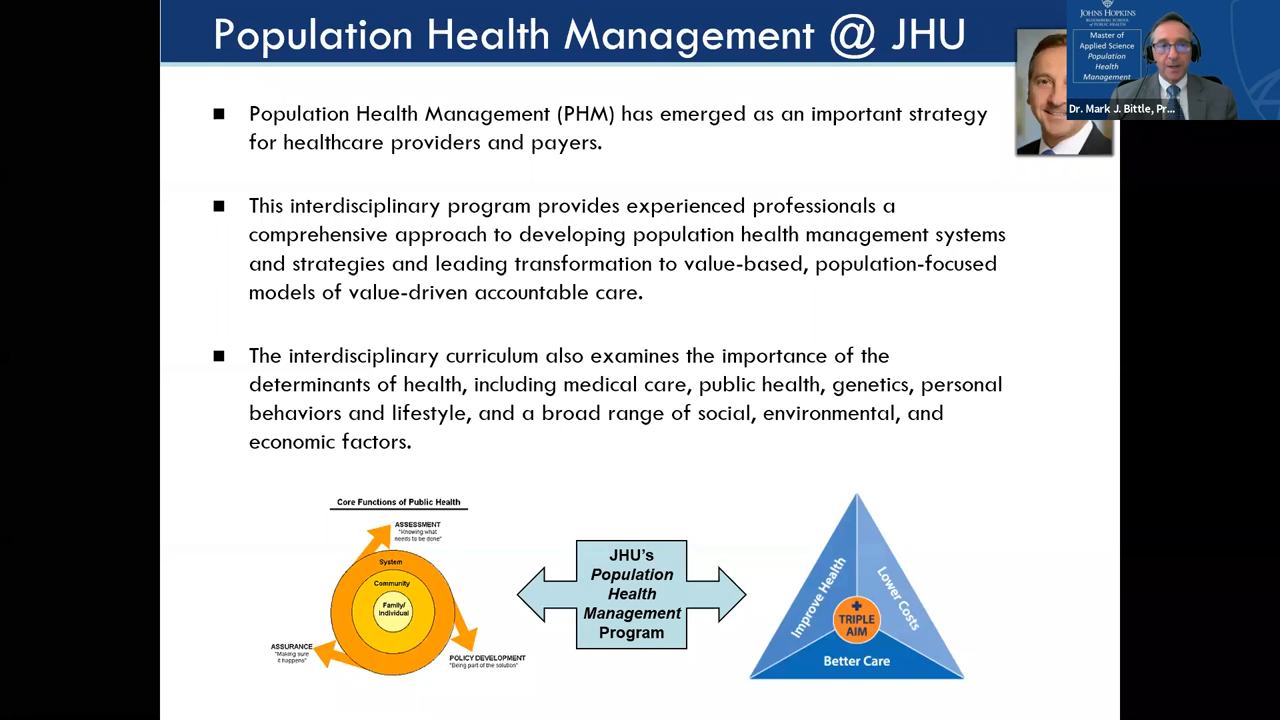 Population Health Management @ JHU
JOHNS HOPKINS
BLOOMBERG SCHOOL
of PUBLIC HEALTH
Master of
Applied Science
Population
Health
Management
Dr. Mark J. Bittle, Pr...
■ Population Health Management (PHM) has emerged as an important strategy
for healthcare providers and payers.
■ This interdisciplinary program provides experienced professionals a
comprehensive approach to developing population health management systems
and strategies and leading transformation to value-based, population-focused
models of value-driven accountable care.
■ The interdisciplinary curriculum also examines the importance of the
determinants of health, including medical care, public health, genetics, personal
behaviors and lifestyle, and a broad range of social, environmental, and
economic factors.
Core Functions of Public Health
ASSESSMENT
"Knowing what
needs to be done"
System
Community
Family/
Individual
ASSURANCE
"Making sure
it happens"
POLICY DEVELOPMENT
"Being part of the solution"
JHU's
Population
Health
Management
Program
Improve Health
Lower Costs
TRIPLE
AIM
Better Care